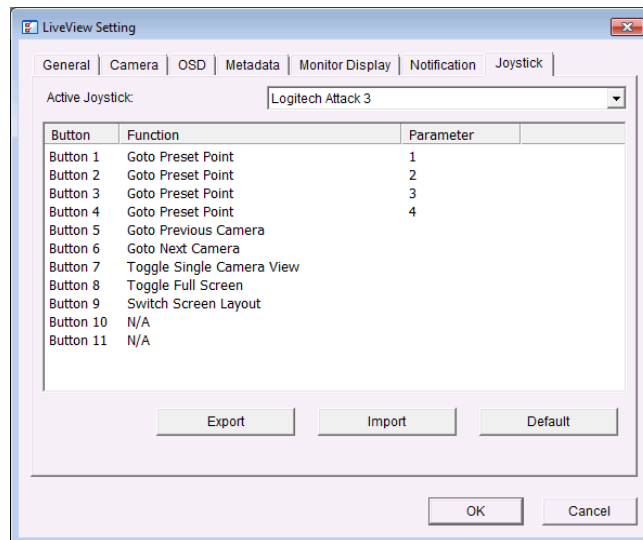 LiveView Setting
General Camera OSD Metadata Monitor Display Notification Joystick
Active Joystick: Logitech Attack 3
Button Function Parameter
Button 1 Goto Preset Point 1
Button 2 Goto Preset Point 2
Button 3 Goto Preset Point 3
Button 4 Goto Preset Point 4
Button 5 Goto Previous Camera
Button 6 Goto Next Camera
Button 7 Toggle Single Camera View
Button 8 Toggle Full Screen
Button 9 Switch Screen Layout
Button 10 N/A
Button 11 N/A
Export Import Default
OK Cancel